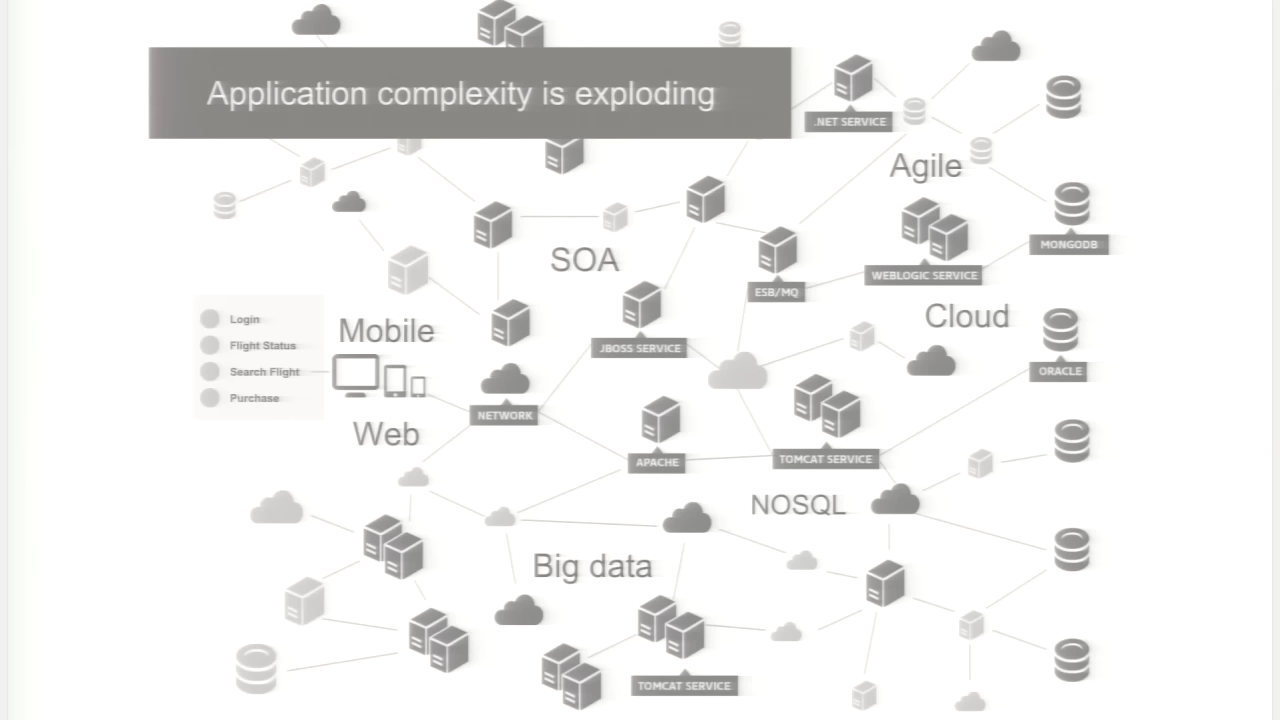 Application complexity is exploding
.NET SERVICE
Agile
MONGODB
SOA
WEBLOGIC SERVICE
ESB/MQ
Cloud
Login
Mobile
Flight Status
JBOSS SERVICE
Search Flight
ORACLE
Purchase
NETWORK
Web
APACHE
TOMCAT SERVICE
NOSQL
Big data
TOMCAT SERVICE